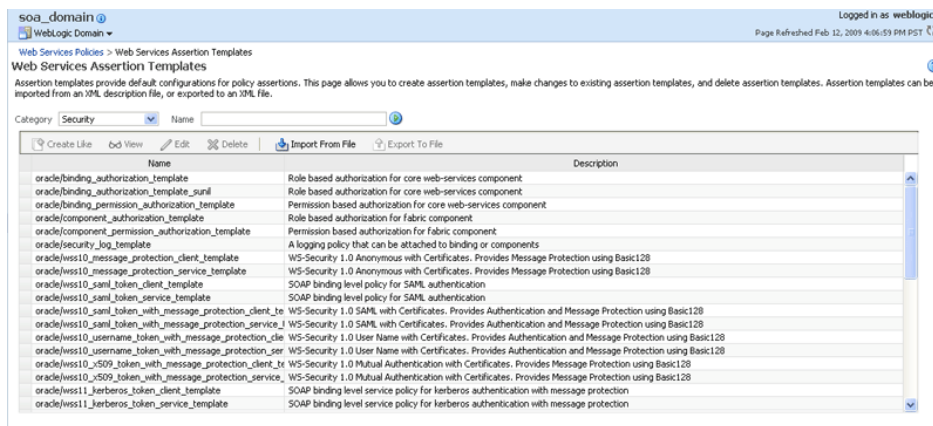 soa_domain
Logged in as weblogic
WebLogic Domain
Page Refreshed Feb 12, 2009 4:06:59 PM PST
Web Services Policies > Web Services Assertion Templates
Web Services Assertion Templates
Assertion templates provide default configurations for policy assertions. This page allows you to create assertion templates, make changes to existing assertion templates, and delete assertion templates. Assertion templates can be
imported from an XML description file, or exported to an XML file.
Category Security Name
Create Like View Edit Delete Import From File Export To File
Name Description
oracle/binding_authorization_template Role based authorization for core web-services component
oracle/binding_authorization_template_sunil Role based authorization for core web-services component
oracle/binding_permission_authorization_template Permission based authorization for core web-services component
oracle/component_authorization_template Role based authorization for fabric component
oracle/component_permission_authorization_template Permission based authorization for fabric component
oracle/security_log_template A logging policy that can be attached to binding or components
oracle/wss10_message_protection_client_template WS-Security 1.0 Anonymous with Certificates. Provides Message Protection using Basic128
oracle/wss10_message_protection_service_template WS-Security 1.0 Anonymous with Certificates. Provides Message Protection using Basic128
oracle/wss10_saml_token_client_template SOAP binding level policy for SAML authentication
oracle/wss10_saml_token_service_template SOAP binding level policy for SAML authentication
oracle/wss10_saml_token_with_message_protection_client_te WS-Security 1.0 SAML with Certificates. Provides Authentication and Message Protection using Basic128
oracle/wss10_saml_token_with_message_protection_service_t WS-Security 1.0 SAML with Certificates. Provides Authentication and Message Protection using Basic128
oracle/wss10_username_token_with_message_protection_clie WS-Security 1.0 User Name with Certificates. Provides Authentication and Message Protection using Basic128
oracle/wss10_username_token_with_message_protection_ser WS-Security 1.0 User Name with Certificates. Provides Authentication and Message Protection using Basic128
oracle/wss10_x509_token_with_message_protection_client_te WS-Security 1.0 Mutual Authentication with Certificates. Provides Message Protection using Basic128
oracle/wss10_x509_token_with_message_protection_service_ WS-Security 1.0 Mutual Authentication with Certificates. Provides Message Protection using Basic128
oracle/wss11_kerberos_token_client_template SOAP binding level service policy for kerberos authentication with message protection
oracle/wss11_kerberos_token_service_template SOAP binding level service policy for kerberos authentication with message protection